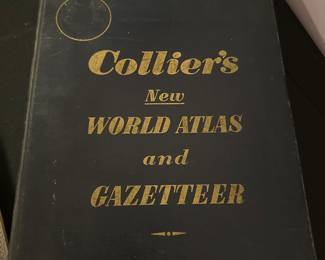 Collier's
New
WORLD ATLAS
and
GAZETTEER